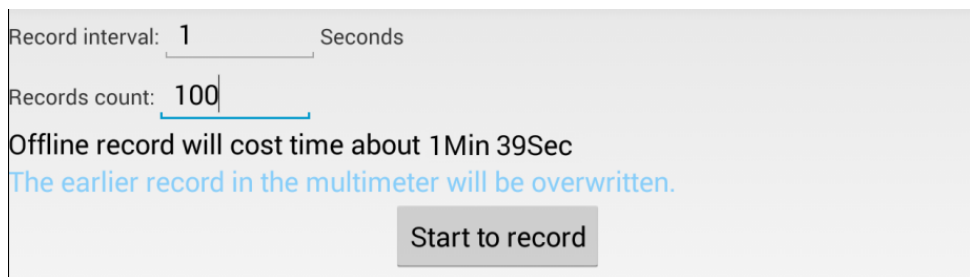 Record interval: 1 Seconds
Records count: 100
Offline record will cost time about 1Min 39Sec
The earlier record in the multimeter will be overwritten.
Start to record